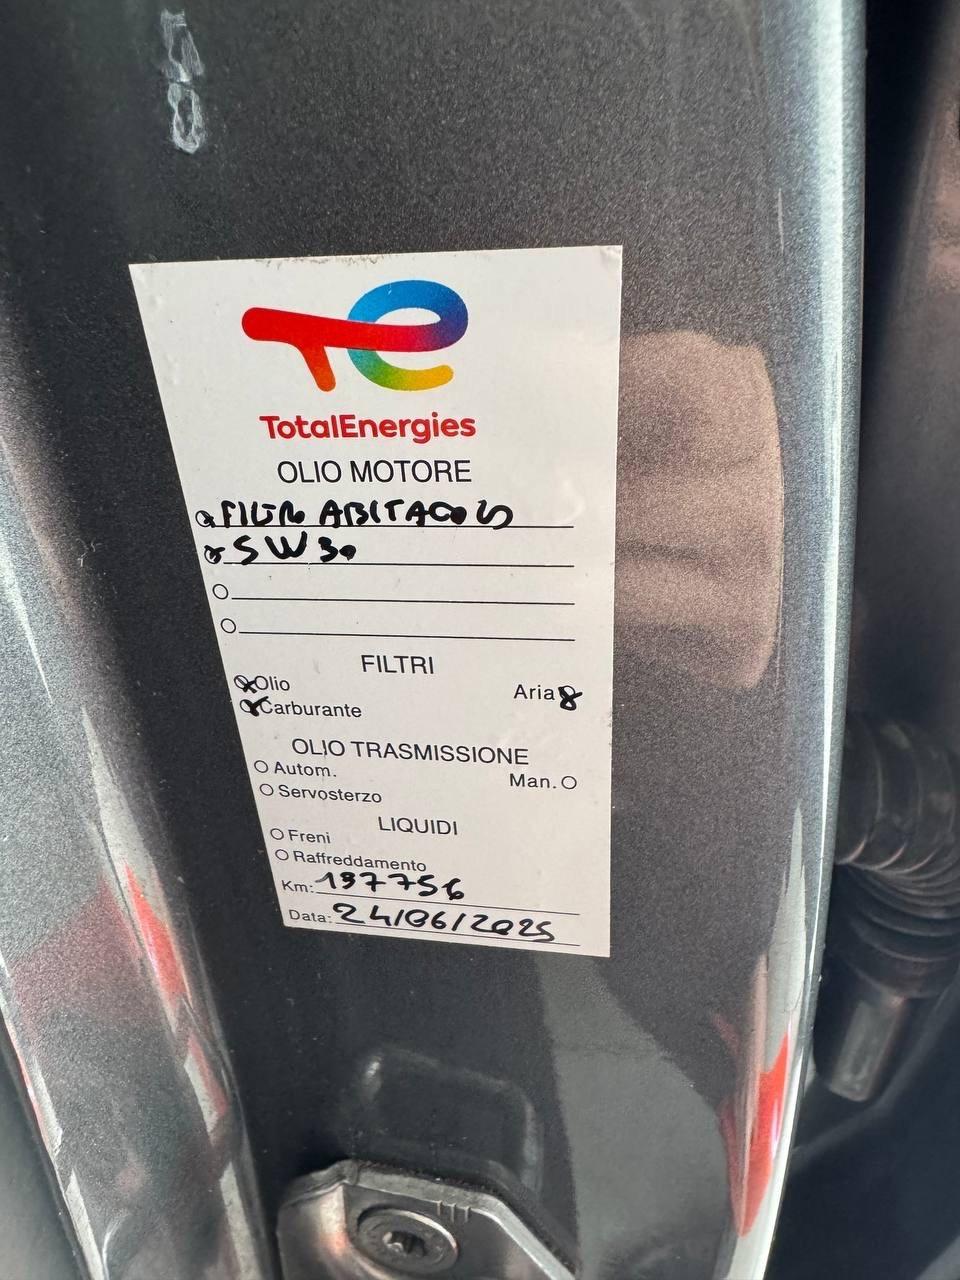 TotalEnergies
OLIO MOTORE
FILTRO ABITACOLO
5W30
FILTRI
Olio Aria
Carburante
OLIO TRASMISSIONE
Autom. Man.
Servosterzo
LIQUIDI
Freni
Raffreddamento
Km: 197756
Data: 24/06/2025